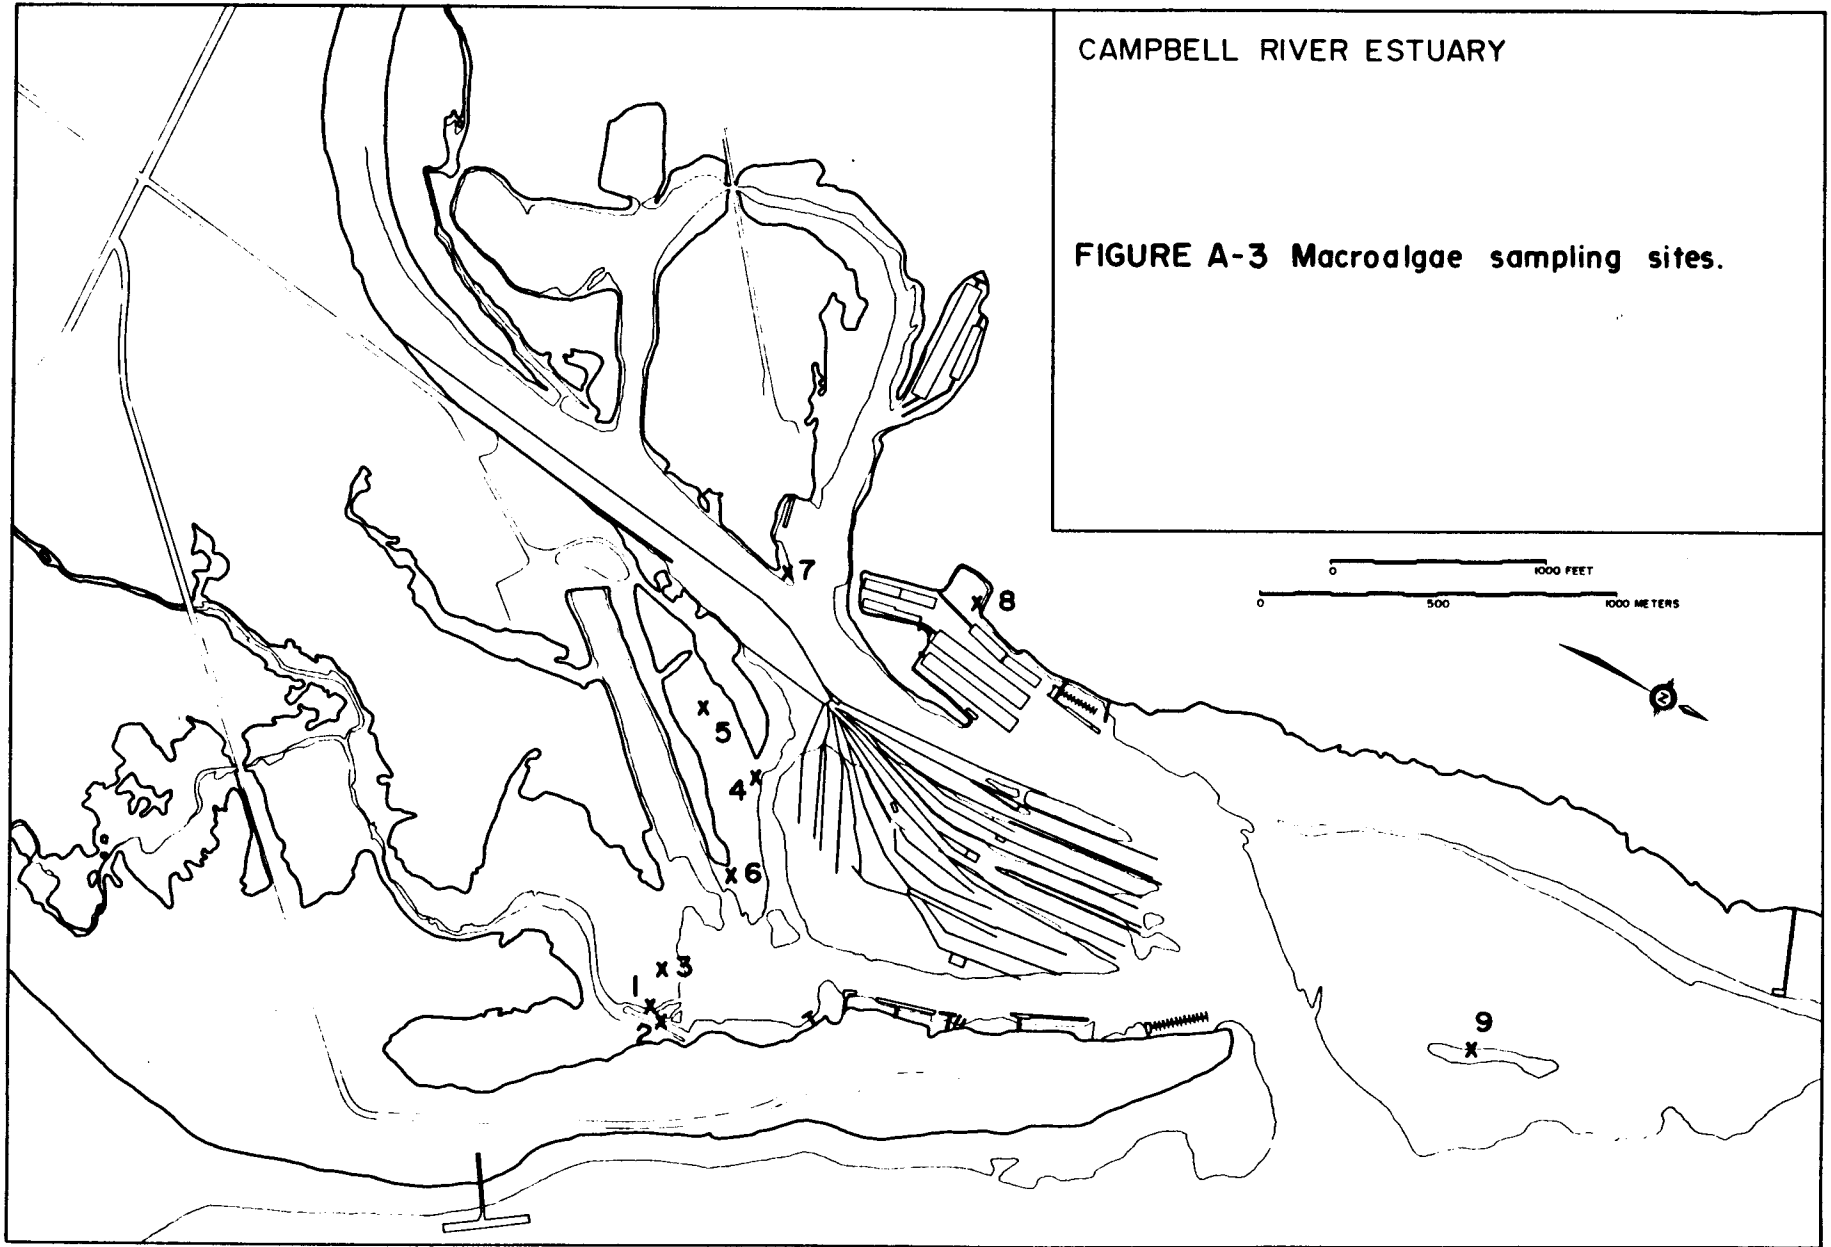 CAMPBELL RIVER ESTUARY
FIGURE A-3 Macroalgae sampling sites.
0 1000 FEET
0 500 1000 METERS
N
7
8
5
4
6
3
1
2
9